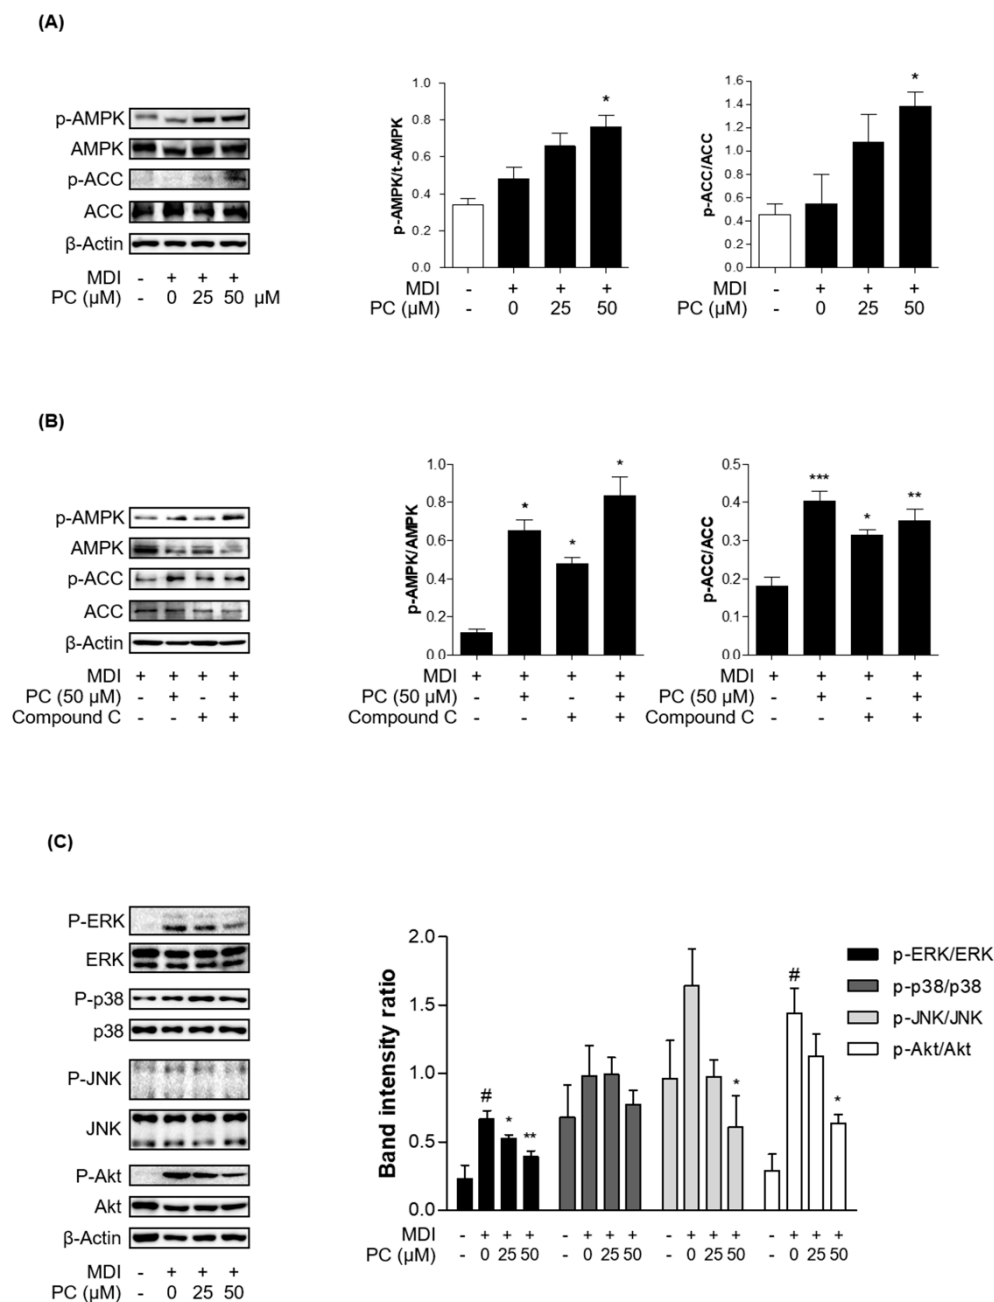 (A)
p-AMPK
AMPK
p-ACC
ACC
β-Actin
MDI - + + +
PC (μM) - 0 25 50 μM
p-AMPK/t-AMPK
1.0
0.8
0.6
0.4
0.2
0.0
*
MDI - + + +
PC (μM) - 0 25 50
p-ACC/ACC
1.6
1.4
1.2
1.0
0.6
0.4
0.2
0.0
*
MDI - + + +
PC (μM) - 0 25 50
(B)
p-AMPK
AMPK
p-ACC
ACC
β-Actin
MDI + + + +
PC (50 μM) - + - +
Compound C - - + +
p-AMPK/AMPK
1.0
0.8
0.6
0.4
0.2
0.0
* * *
MDI + + + +
PC (50 μM) - + - +
Compound C - - + +
p-ACC/ACC
0.5
0.4
0.3
0.2
0.1
0.0
*** * **
MDI + + + +
PC (50 μM) - + - +
Compound C - - + +
(C)
P-ERK
ERK
P-p38
p38
P-JNK
JNK
P-Akt
Akt
β-Actin
MDI - + + +
PC (μM) - 0 25 50
Band intensity ratio
2.0
1.5
1.0
0.5
0.0
# * ** * # *
MDI - + + + - + + + - + + + - + + +
PC (μM) - 0 25 50 - 0 25 50 - 0 25 50 - 0 25 50
p-ERK/ERK
p-p38/p38
p-JNK/JNK
p-Akt/Akt